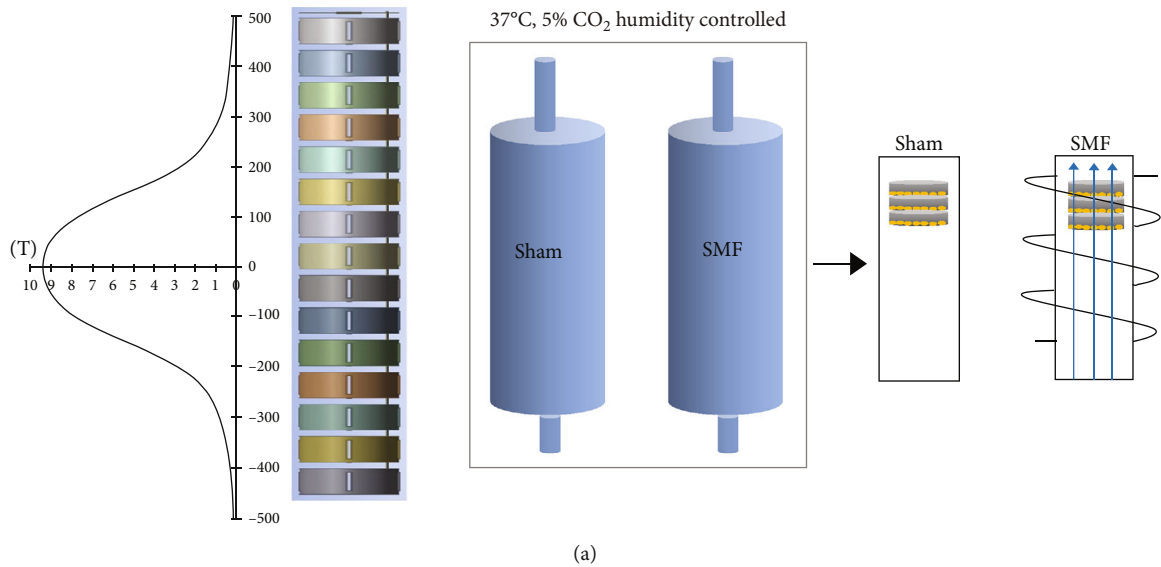 500
400
300
200
100
0
–100
–200
–300
–400
–500
(T)
10 9 8 7 6 5 4 3 2 1 0
37°C, 5% CO₂ humidity controlled
Sham
SMF
Sham
SMF
(a)